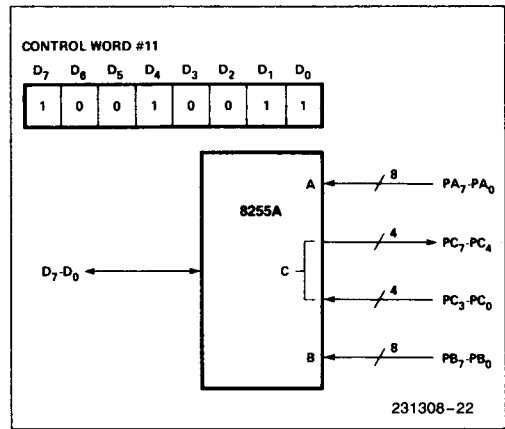 CONTROL WORD #11
D7 D6 D5 D4 D3 D2 D1 D0
1 0 0 1 0 0 1 1
A 8 PA7-PA0
8255A
4 PC7-PC4
D7-D0 C
4 PC3-PC0
B 8 PB7-PB0
231308-22